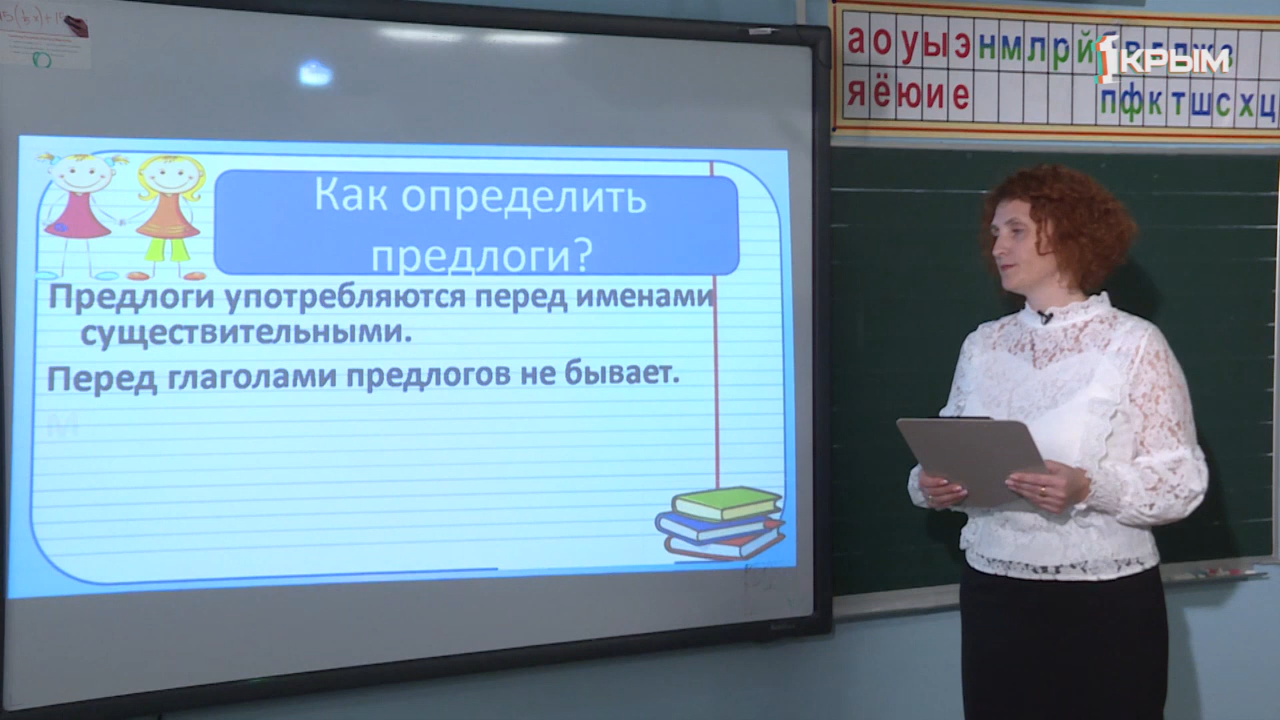 Как определить
предлоги?
Предлоги употребляются перед именами
существительными.
Перед глаголами предлогов не бывает.
а о у ы э н м л р й
я ё ю и е п ф к т ш с х ц
1КРЫМ